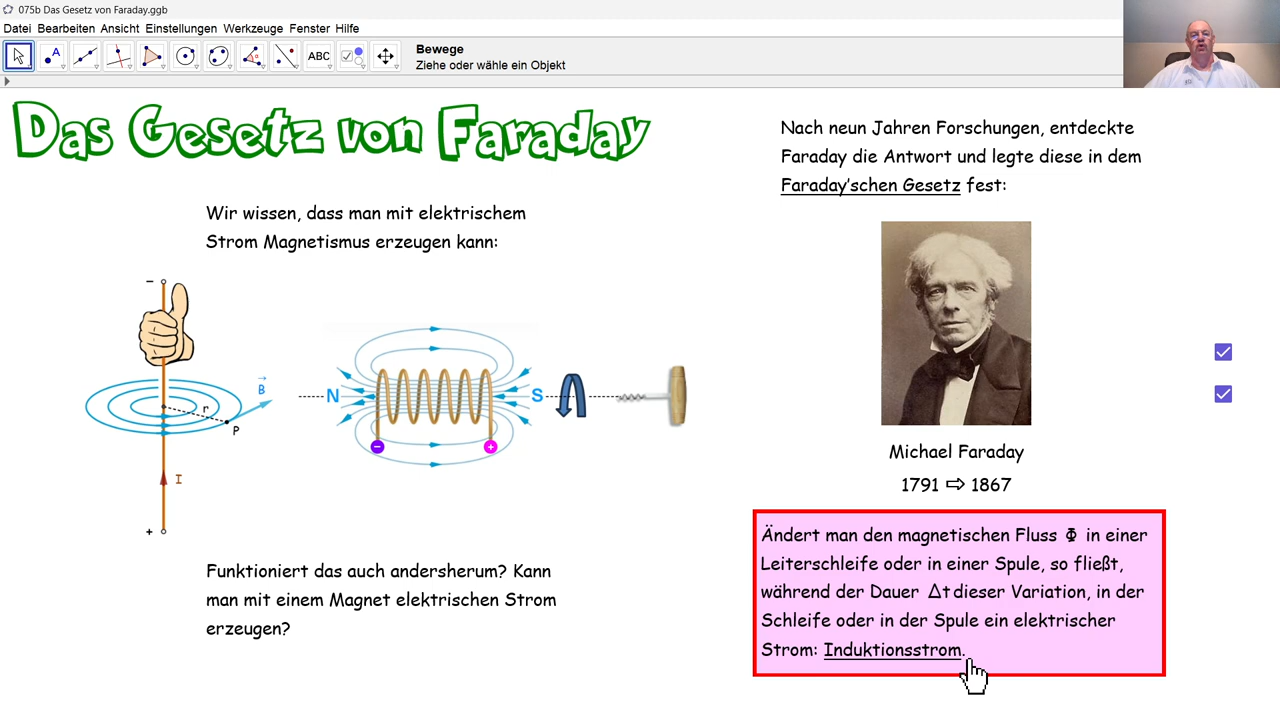 075b Das Gesetz von Faraday.ggb
Datei Bearbeiten Ansicht Einstellungen Werkzeuge Fenster Hilfe
A
ABC
Bewege
Ziehe oder wähle ein Objekt
Das Gesetz von Faraday
Wir wissen, dass man mit elektrischem
Strom Magnetismus erzeugen kann:
−
B
r
P
I
+
N
S
−
+
Funktioniert das auch andersherum? Kann
man mit einem Magnet elektrischen Strom
erzeugen?
Nach neun Jahren Forschungen, entdeckte
Faraday die Antwort und legte diese in dem
Faraday'schen Gesetz fest:
Michael Faraday
1791 ⇨ 1867
Ändert man den magnetischen Fluss Φ in einer
Leiterschleife oder in einer Spule, so fließt,
während der Dauer Δt dieser Variation, in der
Schleife oder in der Spule ein elektrischer
Strom: Induktionsstrom.